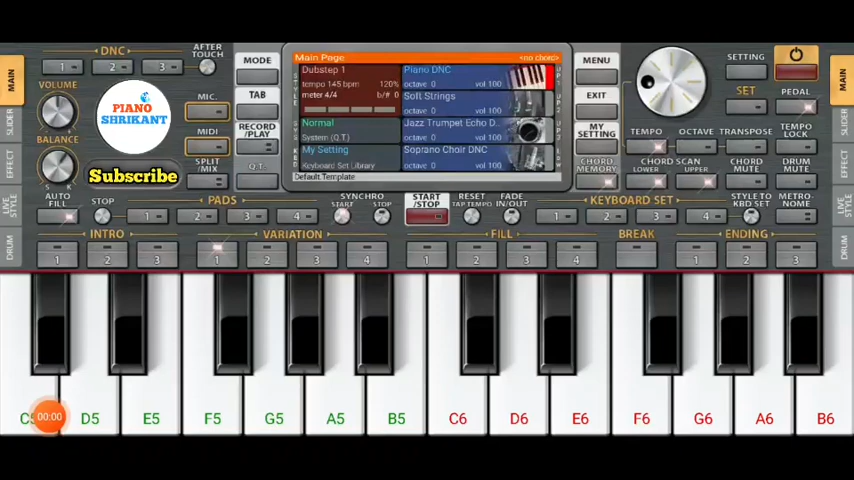 DNC
AFTER
TOUCH
1 2 3
VOLUME
BALANCE
S K
PIANO
SHRIKANT
Subscribe
MIC.
MIDI
SPLIT
/MIX
MODE
TAB
RECORD
/PLAY
Q.T.
Main Page <no chord>
Dubstep 1
tempo 145 bpm 120%
meter 4/4 b/# 0
Normal
System (Q.T.)
My Setting
Keyboard Set Library
Default Template
Piano DNC
octave 0 vol 100
Soft Strings
octave 0 vol 100
Jazz Trumpet Echo D..
octave 0 vol 100
Soprano Choir DNC
octave 0 vol 100
MENU
EXIT
MY
SETTING
CHORD
MEMORY
SETTING
SET
PEDAL
TEMPO
OCTAVE
TRANSPOSE
TEMPO
LOCK
CHORD SCAN
LOWER UPPER
CHORD
MUTE
DRUM
MUTE
MAIN
SLIDER
EFFECT
LIVE
STYLE
DRUM
MAIN
SLIDER
EFFECT
LIVE
STYLE
DRUM
AUTO
FILL
STOP
PADS
1 2 3 4
SYNCHRO
START STOP
START
/STOP
RESET
TAP TEMPO
FADE
IN/OUT
KEYBOARD SET
1 2 3 4
STYLE TO
KBD SET
METRO-
NOME
INTRO
1 2 3
VARIATION
1 2 3 4
FILL
1 2 3 4
BREAK
ENDING
1 2 3
00:00
D5 E5 F5 G5 A5 B5 C6 D6 E6 F6 G6 A6 B6